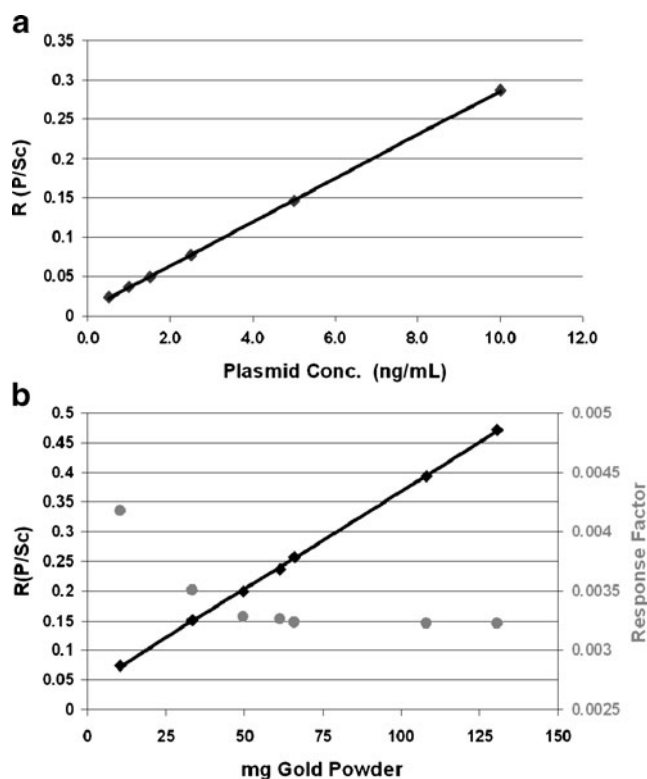 a
0.35
0.3
0.25
0.2
0.15
0.1
0.05
0
R (P/Sc)
0.0 2.0 4.0 6.0 8.0 10.0 12.0
Plasmid Conc. (ng/mL)
b
0.5
0.45
0.4
0.35
0.3
0.25
0.2
0.15
0.1
0.05
0
R(P/Sc)
0.005
0.0045
0.004
0.0035
0.003
0.0025
Response Factor
0 25 50 75 100 125 150
mg Gold Powder